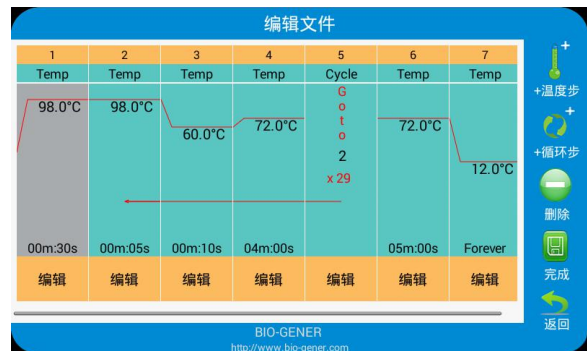 编辑文件
1 2 3 4 5 6 7
Temp Temp Temp Temp Cycle Temp Temp
98.0°C 98.0°C 60.0°C 72.0°C Goto 72.0°C 12.0°C
2
x 29
00m:30s 00m:05s 00m:10s 04m:00s 05m:00s Forever
编辑 编辑 编辑 编辑 编辑 编辑 编辑
+温度步
+循环步
删除
完成
返回
BIO-GENER
http://www.bio-gener.com